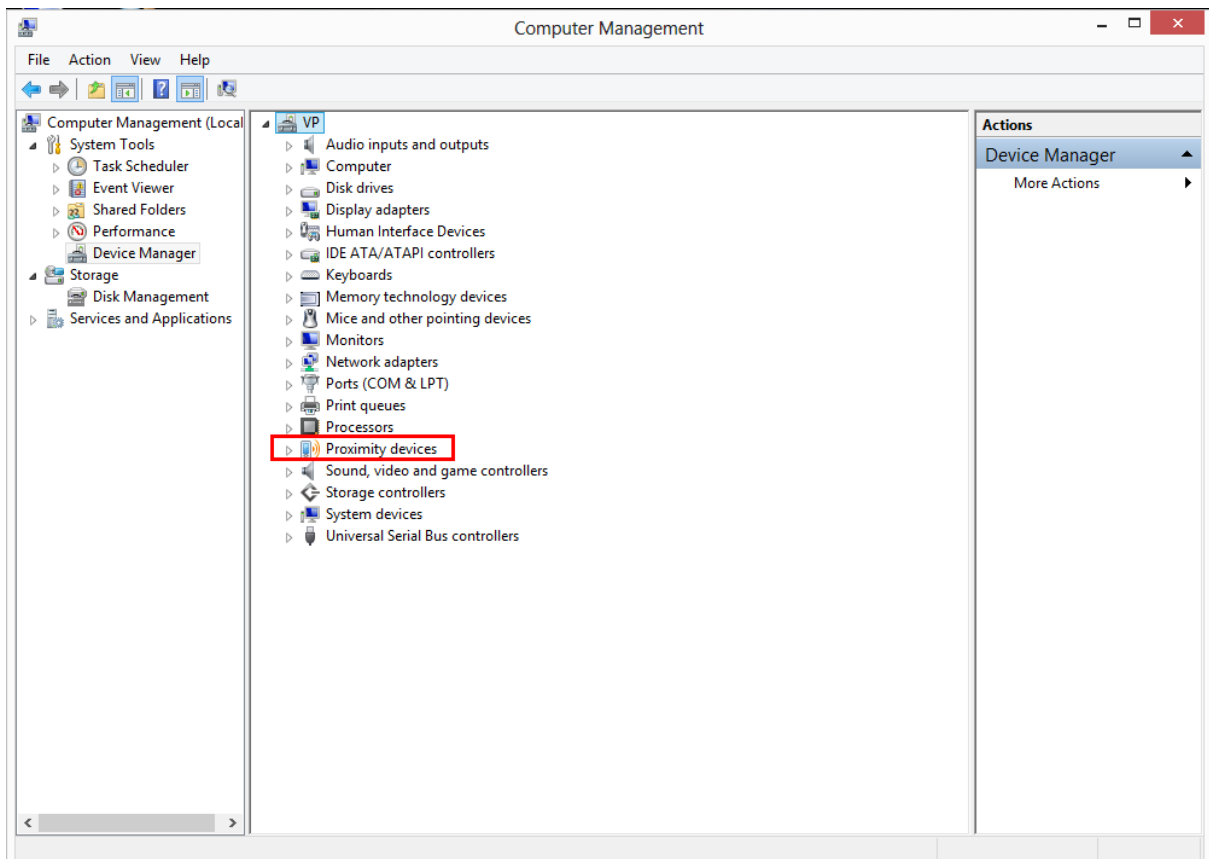 Computer Management
File Action View Help
Computer Management (Local
System Tools
Task Scheduler
Event Viewer
Shared Folders
Performance
Device Manager
Storage
Disk Management
Services and Applications
VP
Audio inputs and outputs
Computer
Disk drives
Display adapters
Human Interface Devices
IDE ATA/ATAPI controllers
Keyboards
Memory technology devices
Mice and other pointing devices
Monitors
Network adapters
Ports (COM & LPT)
Print queues
Processors
Proximity devices
Sound, video and game controllers
Storage controllers
System devices
Universal Serial Bus controllers
Actions
Device Manager
More Actions